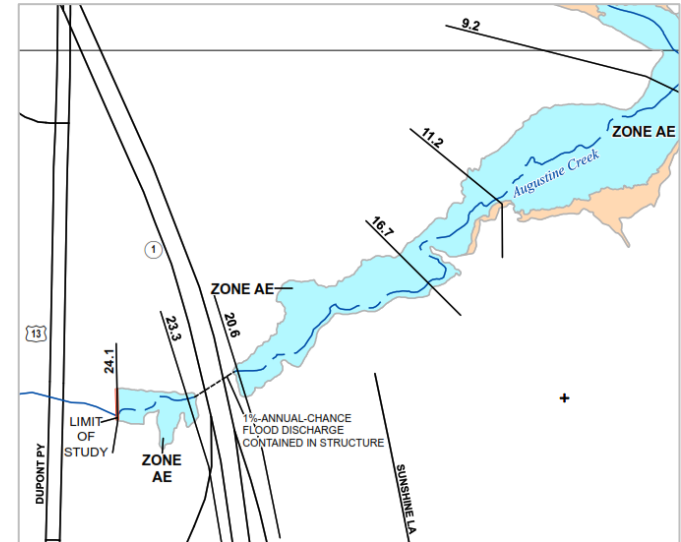 9.2
ZONE AE
11.2
Augustine Creek
16.7
1
ZONE AE
20.6
23.3
13
24.1
LIMIT
OF
STUDY
1%-ANNUAL-CHANCE
FLOOD DISCHARGE
CONTAINED IN STRUCTURE
ZONE
AE
DUPONT PY
SUNSHINE LA